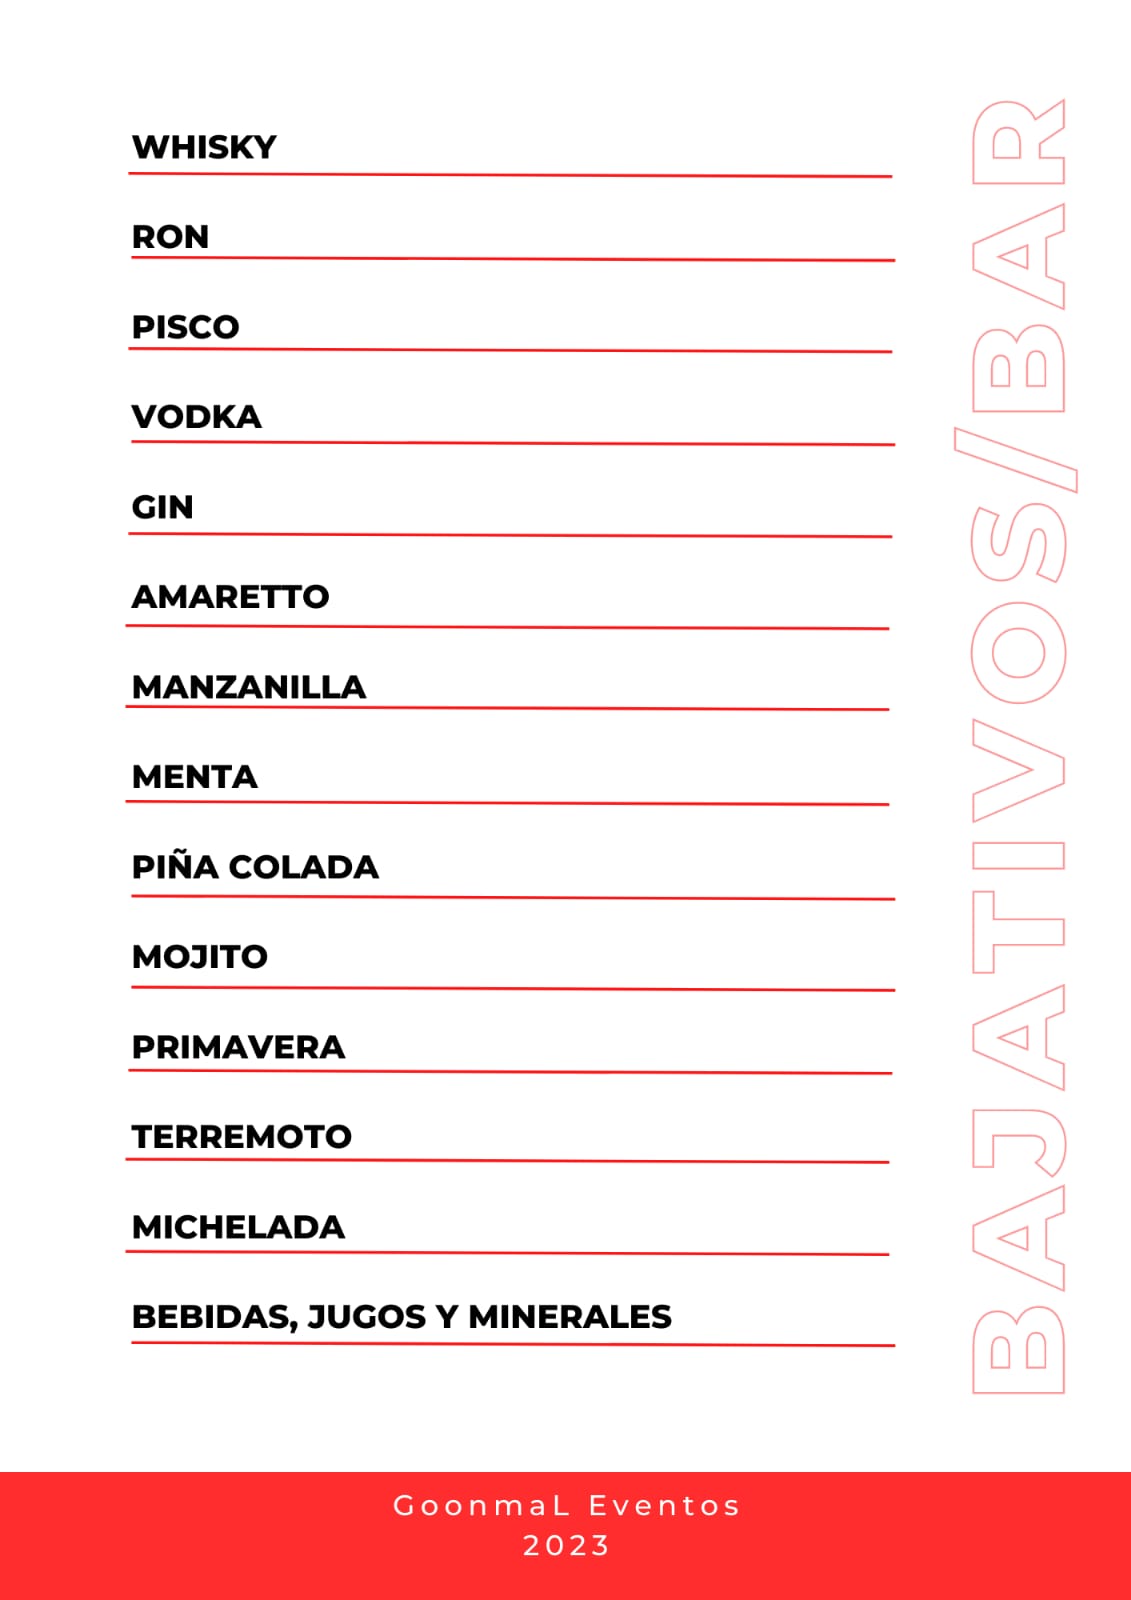 WHISKY
RON
PISCO
VODKA
GIN
AMARETTO
MANZANILLA
MENTA
PIÑA COLADA
MOJITO
PRIMAVERA
TERREMOTO
MICHELADA
BEBIDAS, JUGOS Y MINERALES
BAJATIVOS/BAR
GoonmaL Eventos
2023